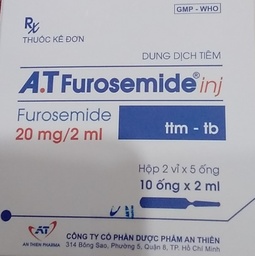 GMP - WHO
Rx
THUỐC KÊ ĐƠN
DUNG DỊCH TIÊM
A.T Furosemide® inj
Furosemide
20 mg/2 ml
ttm - tb
Hộp 2 vỉ x 5 ống
10 ống x 2 ml
AT
AN THIEN PHARMA
CÔNG TY CỔ PHẦN DƯỢC PHẨM AN THIÊN
314 Bông Sao, Phường 5, Quận 8, TP. Hồ Chí Minh